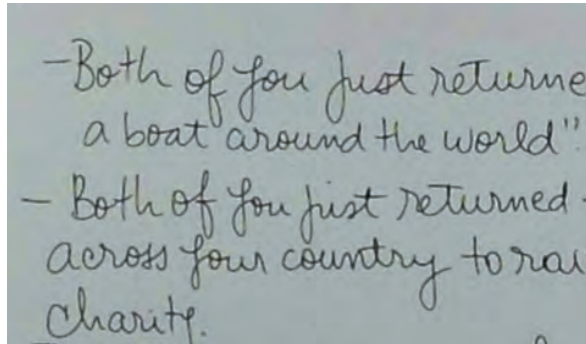 -Both of you just returne
a boat around the world"
- Both of you just returned
across your country to rai
charity.